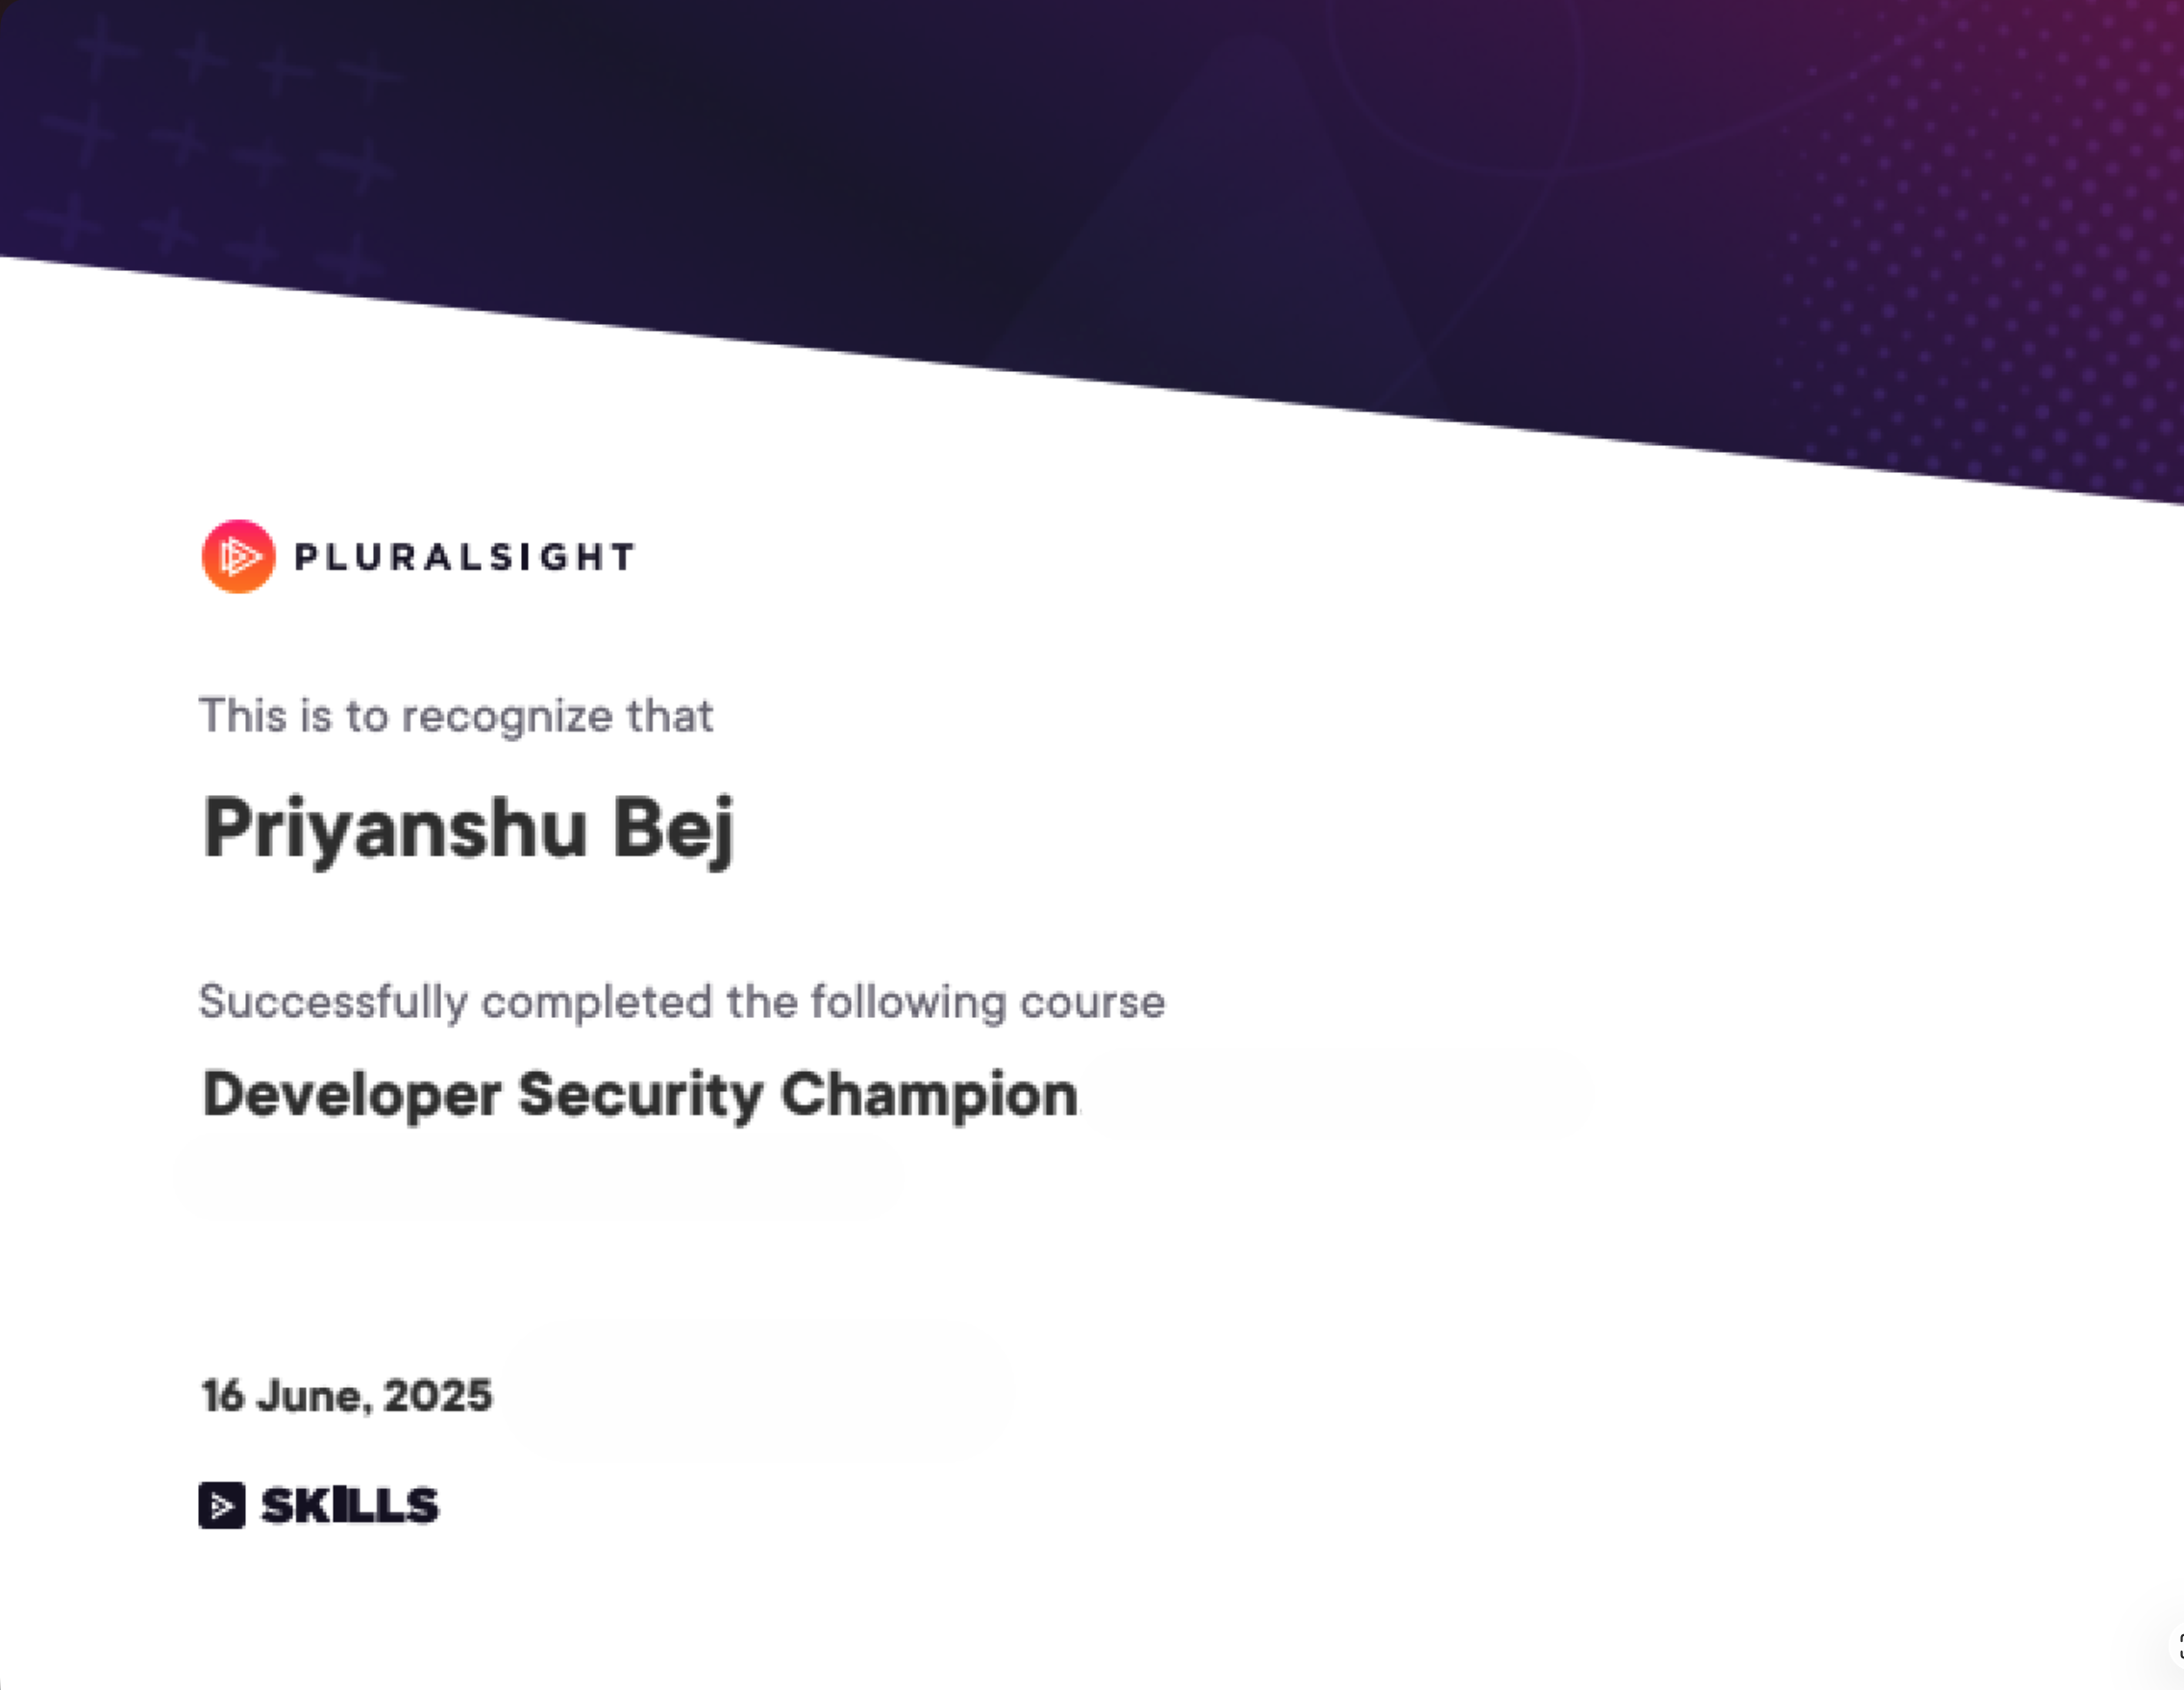 PLURALSIGHT
This is to recognize that
Priyanshu Bej
Successfully completed the following course
Developer Security Champion
16 June, 2025
SKILLS